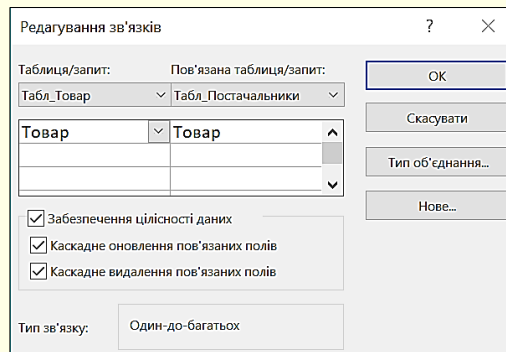 Редагування зв'язків ? ×
Таблиця/запит: Пов'язана таблиця/запит:
Табл_Товар Табл_Постачальники
Товар Товар
ОК
Скасувати
Тип об'єднання...
Нове...
Забезпечення цілісності даних
Каскадне оновлення пов'язаних полів
Каскадне видалення пов'язаних полів
Тип зв'язку: Один-до-багатьох